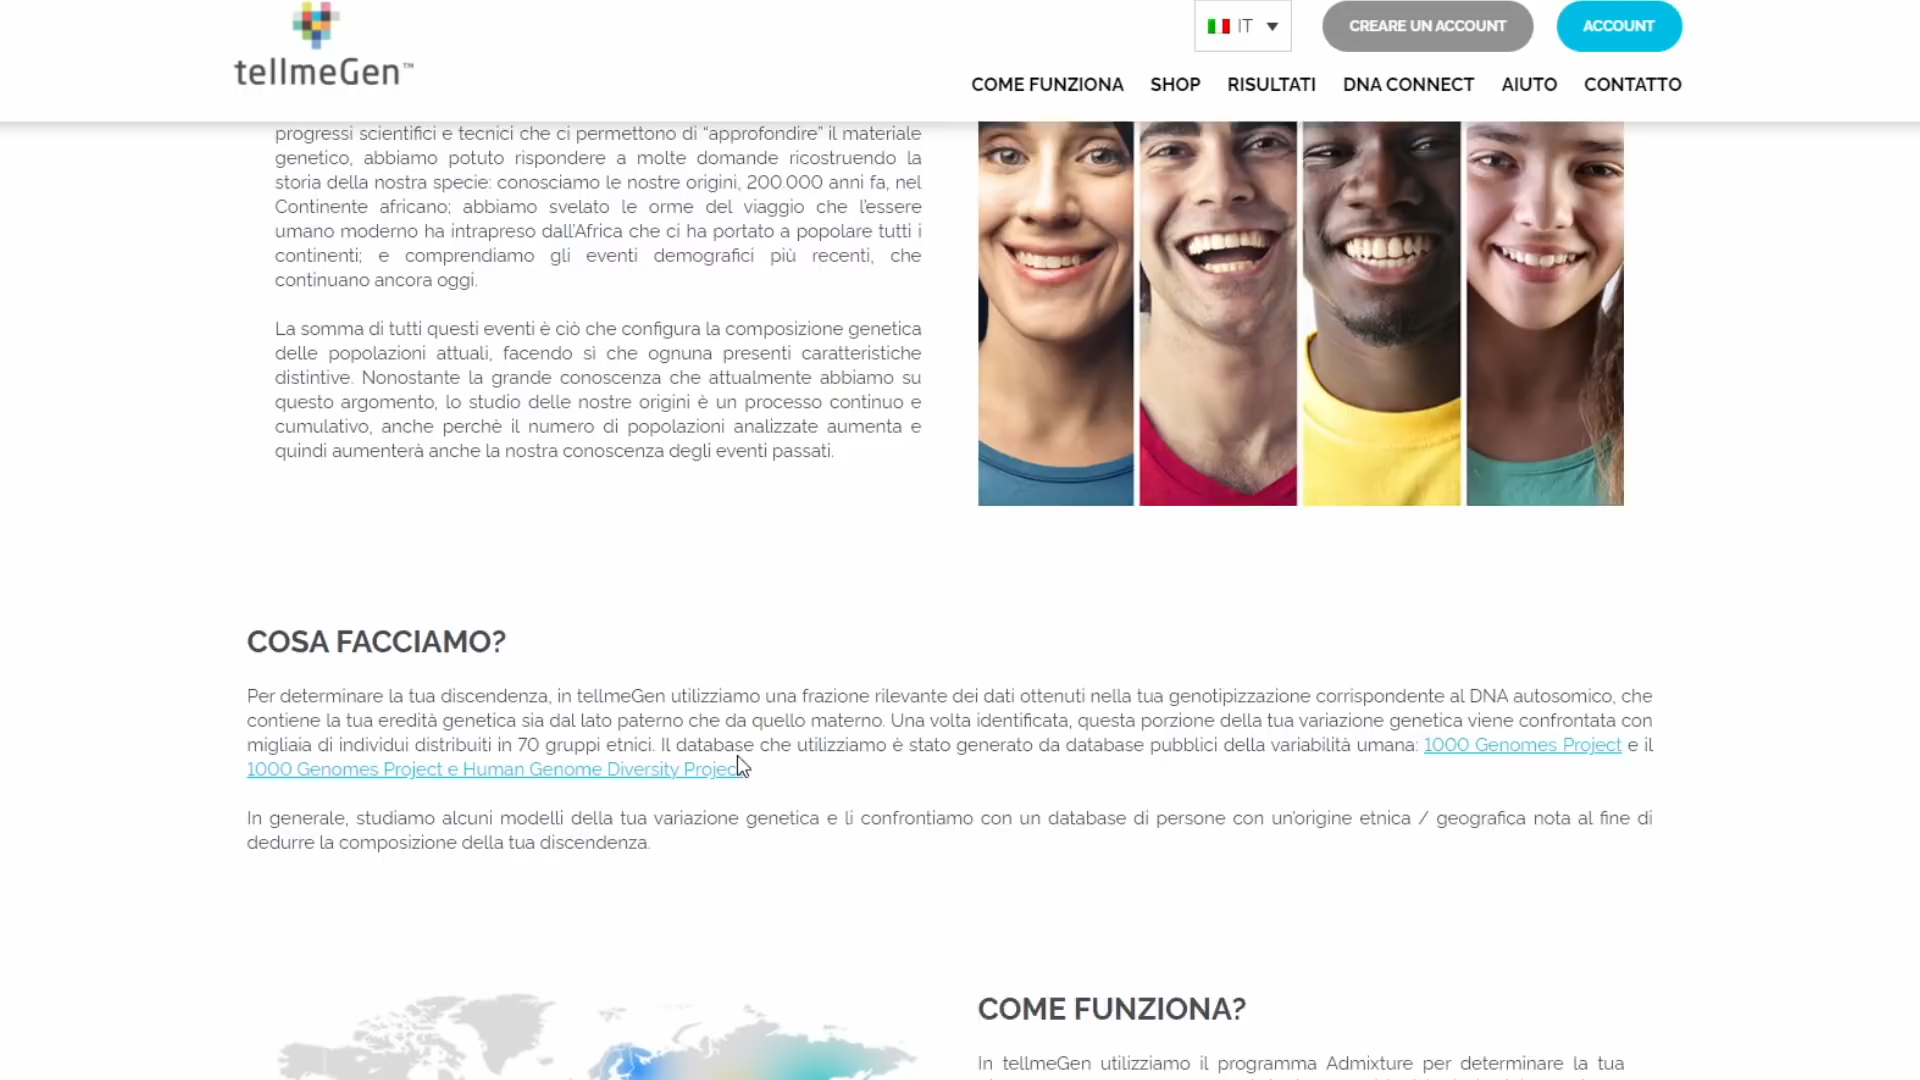 tellmeGen™
IT
CREARE UN ACCOUNT
ACCOUNT
COME FUNZIONA
SHOP
RISULTATI
DNA CONNECT
AIUTO
CONTATTO
progressi scientifici e tecnici che ci permettono di “approfondire” il materiale
genetico, abbiamo potuto rispondere a molte domande ricostruendo la
storia della nostra specie: conosciamo le nostre origini, 200.000 anni fa, nel
Continente africano; abbiamo svelato le orme del viaggio che l’essere
umano moderno ha intrapreso dall’Africa che ci ha portato a popolare tutti i
continenti; e comprendiamo gli eventi demografici più recenti, che
continuano ancora oggi.
La somma di tutti questi eventi è ciò che configura la composizione genetica
delle popolazioni attuali, facendo sì che ognuna presenti caratteristiche
distintive. Nonostante la grande conoscenza che attualmente abbiamo su
questo argomento, lo studio delle nostre origini è un processo continuo e
cumulativo, anche perchè il numero di popolazioni analizzate aumenta e
quindi aumenterà anche la nostra conoscenza degli eventi passati.
COSA FACCIAMO?
Per determinare la tua discendenza, in tellmeGen utilizziamo una frazione rilevante dei dati ottenuti nella tua genotipizzazione corrispondente al DNA autosomico, che
contiene la tua eredità genetica sia dal lato paterno che da quello materno. Una volta identificata, questa porzione della tua variazione genetica viene confrontata con
migliaia di individui distribuiti in 70 gruppi etnici. Il database che utilizziamo è stato generato da database pubblici della variabilità umana: 1000 Genomes Project e il
1000 Genomes Project e Human Genome Diversity Projec
In generale, studiamo alcuni modelli della tua variazione genetica e li confrontiamo con un database di persone con un’origine etnica / geografica nota al fine di
dedurre la composizione della tua discendenza.
COME FUNZIONA?
In tellmeGen utilizziamo il programma Admixture per determinare la tua